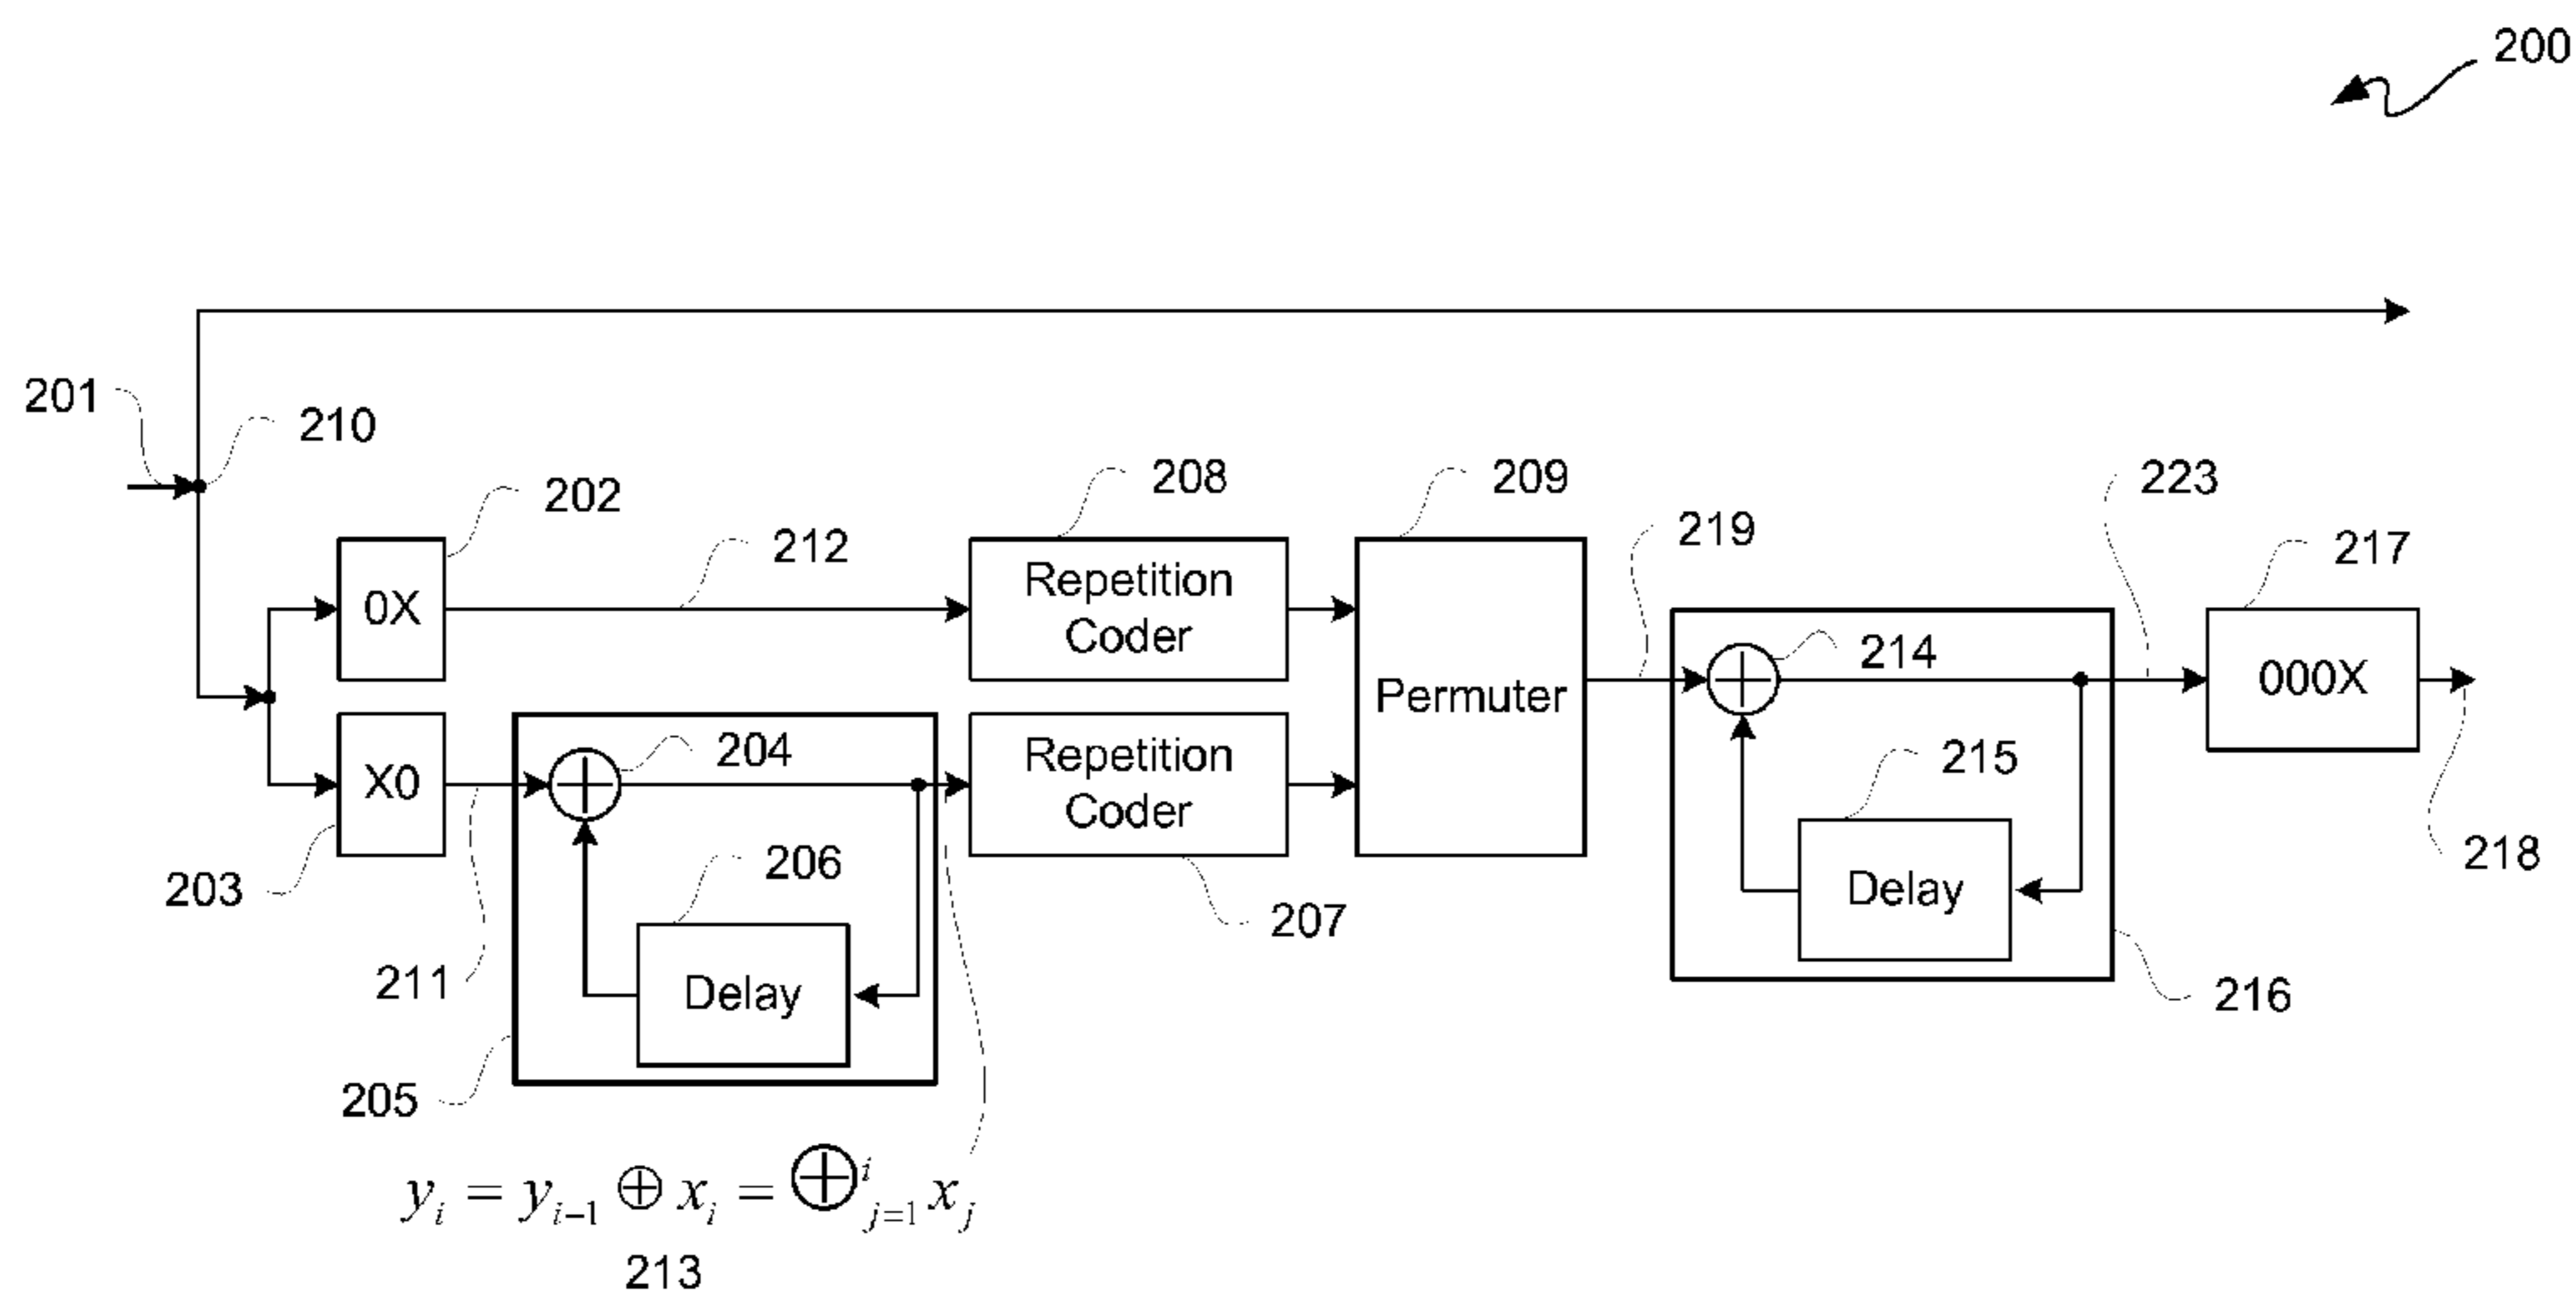 200
201
210
202
212
208
209
219
223
217
0X
Repetition
Coder
214
000X
Permuter
X0
204
Repetition
Coder
215
218
203
206
Delay
207
211
Delay
216
205
y_i = y_{i-1} ⊕ x_i = ⊕^i_{j=1} x_j
213